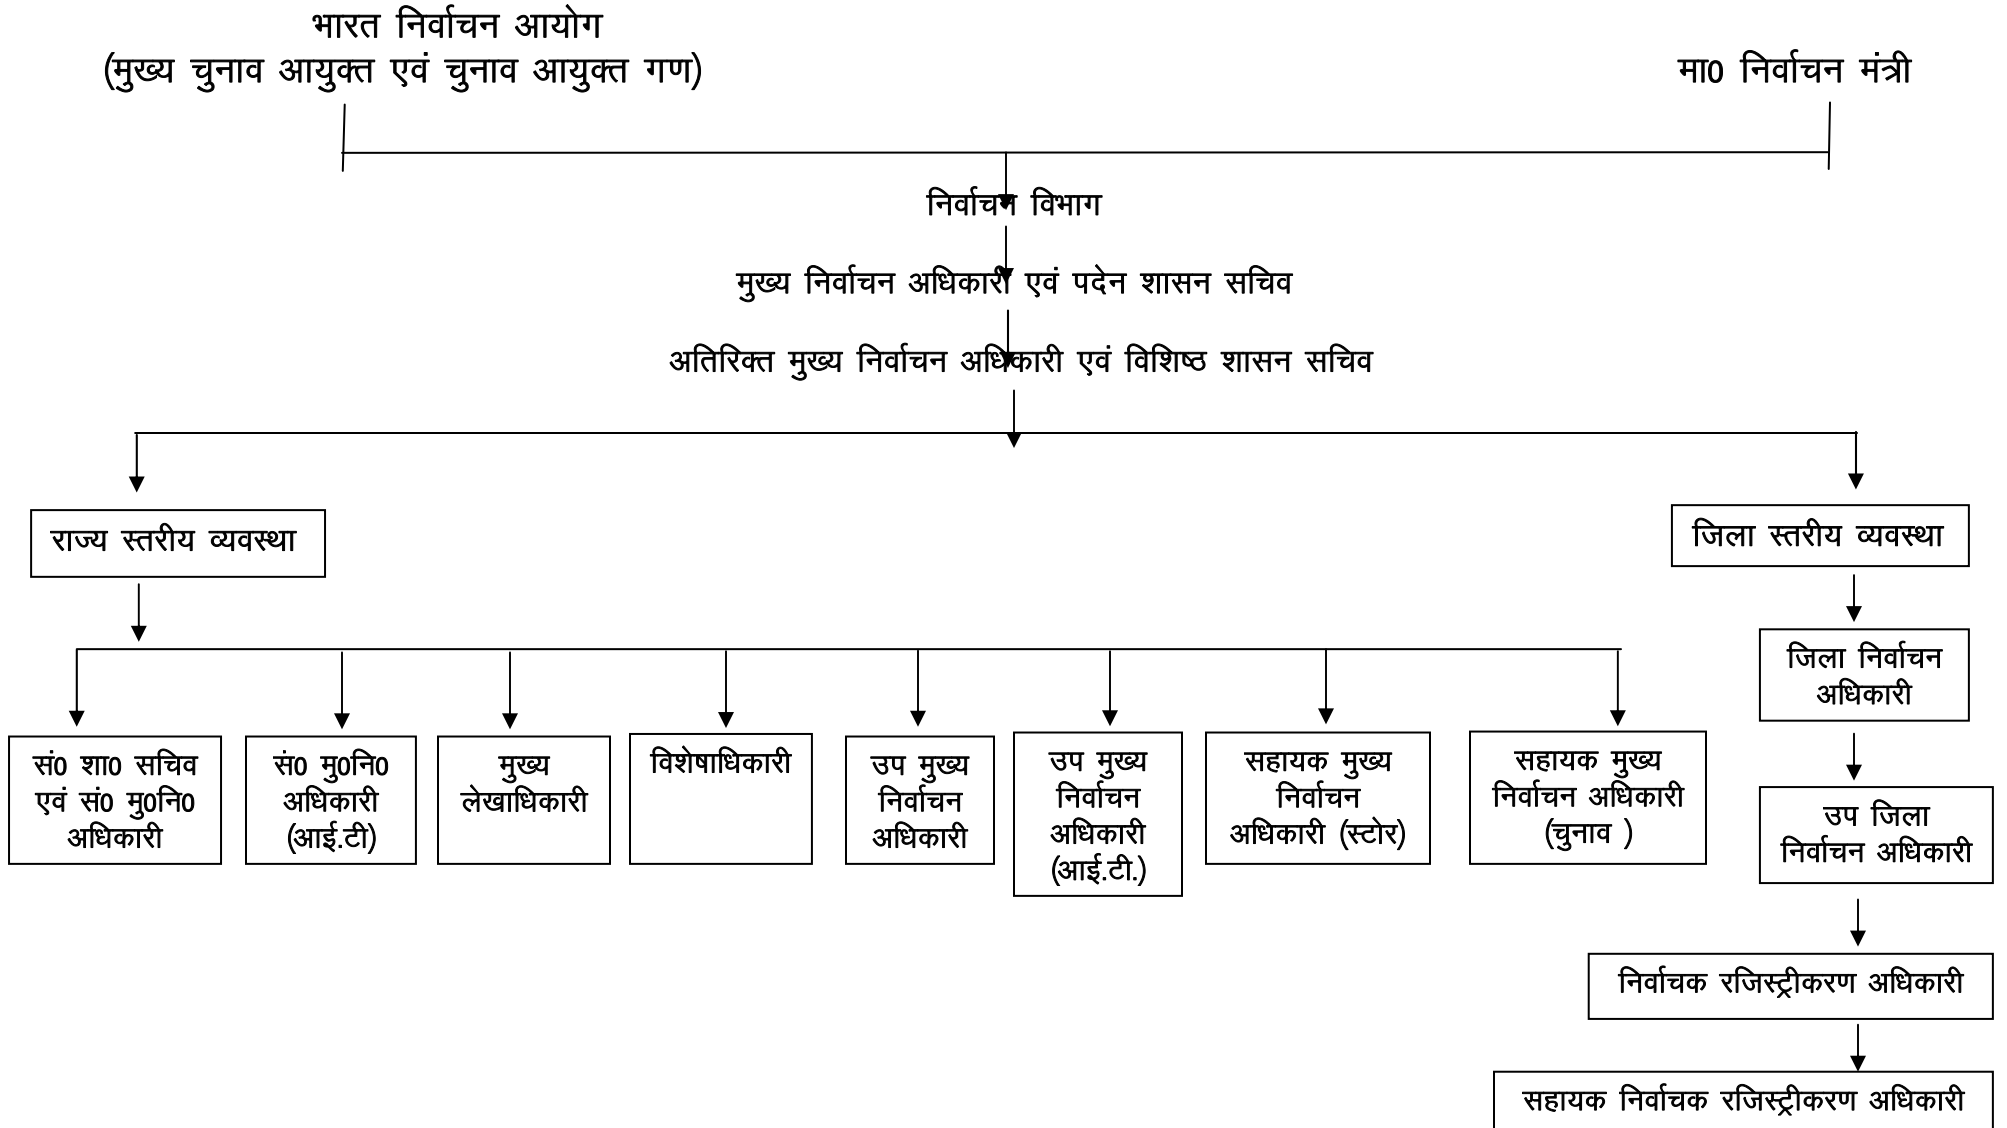 भारत निर्वाचन आयोग
(मुख्य चुनाव आयुक्त एवं चुनाव आयुक्त गण)
मा0 निर्वाचन मंत्री
निर्वाचन विभाग
मुख्य निर्वाचन अधिकारी एवं पदेन शासन सचिव
अतिरिक्त मुख्य निर्वाचन अधिकारी एवं विशिष्ठ शासन सचिव
राज्य स्तरीय व्यवस्था
जिला स्तरीय व्यवस्था
सं0 शा0 सचिव
एवं सं0 मु0नि0
अधिकारी
सं0 मु0नि0
अधिकारी
(आई.टी)
मुख्य
लेखाधिकारी
विशेषाधिकारी
उप मुख्य
निर्वाचन
अधिकारी
उप मुख्य
निर्वाचन
अधिकारी
(आई.टी.)
सहायक मुख्य
निर्वाचन
अधिकारी (स्टोर)
सहायक मुख्य
निर्वाचन अधिकारी
(चुनाव )
जिला निर्वाचन
अधिकारी
उप जिला
निर्वाचन अधिकारी
निर्वाचक रजिस्ट्रीकरण अधिकारी
सहायक निर्वाचक रजिस्ट्रीकरण अधिकारी